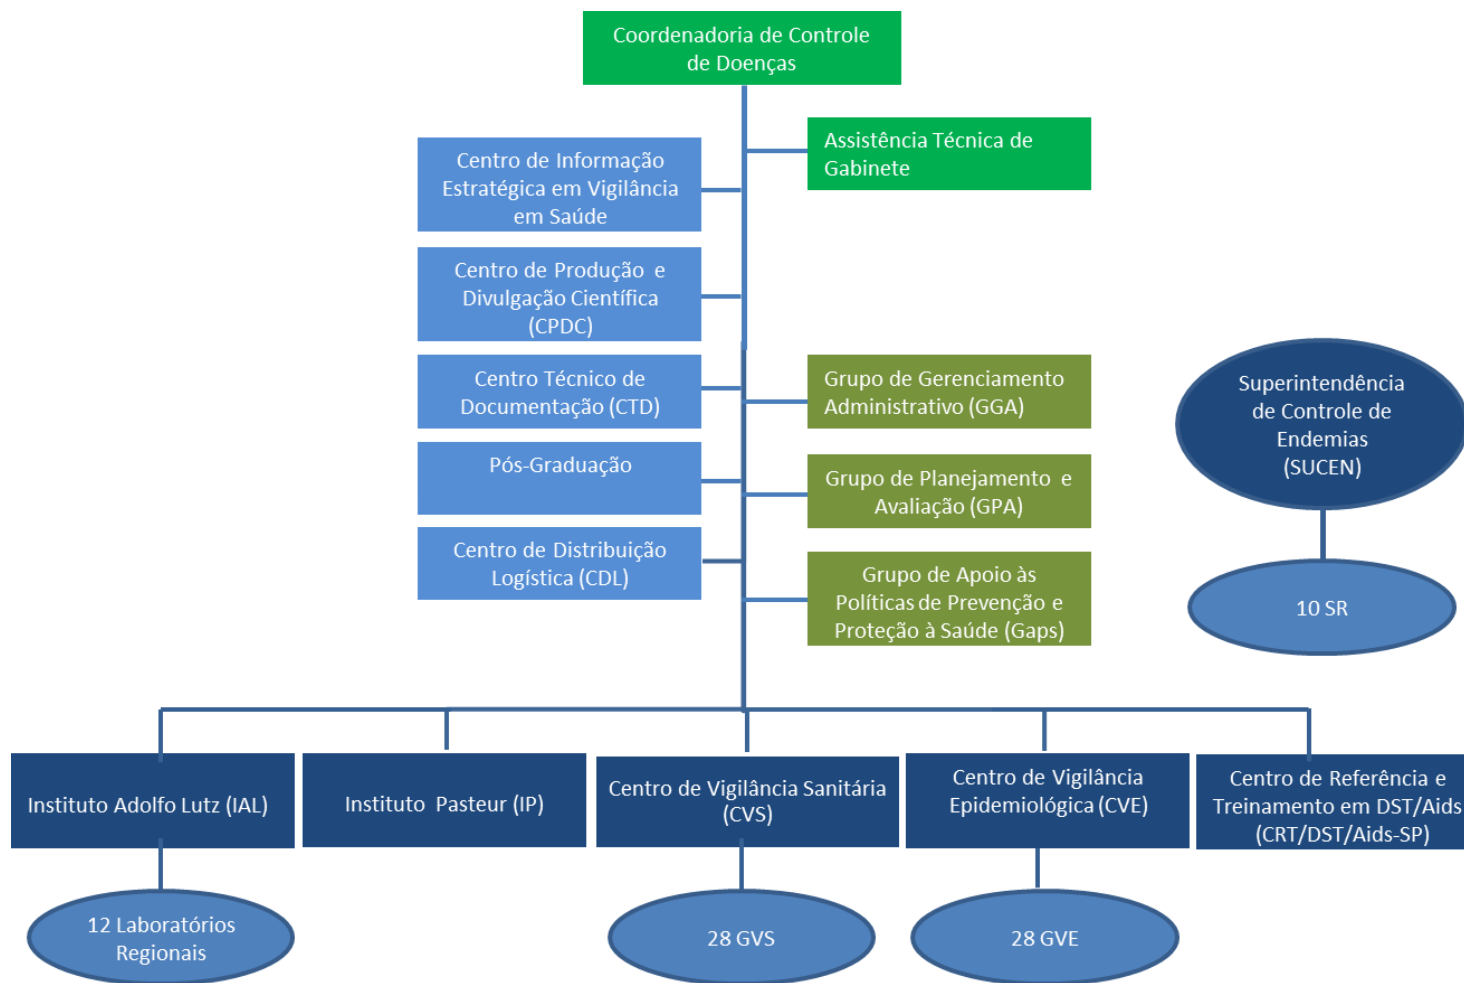 Coordenadoria de Controle
de Doenças
Assistência Técnica de
Gabinete
Centro de Informação
Estratégica em Vigilância
em Saúde
Centro de Produção e
Divulgação Científica
(CPDC)
Centro Técnico de
Documentação (CTD)
Pós-Graduação
Centro de Distribuição
Logística (CDL)
Grupo de Gerenciamento
Administrativo (GGA)
Grupo de Planejamento e
Avaliação (GPA)
Grupo de Apoio às
Políticas de Prevenção e
Proteção à Saúde (Gaps)
Superintendência
de Controle de
Endemias
(SUCEN)
10 SR
Instituto Adolfo Lutz (IAL)
Instituto Pasteur (IP)
Centro de Vigilância Sanitária
(CVS)
Centro de Vigilância
Epidemiológica (CVE)
Centro de Referência e
Treinamento em DST/Aids
(CRT/DST/Aids-SP)
12 Laboratórios
Regionais
28 GVS
28 GVE